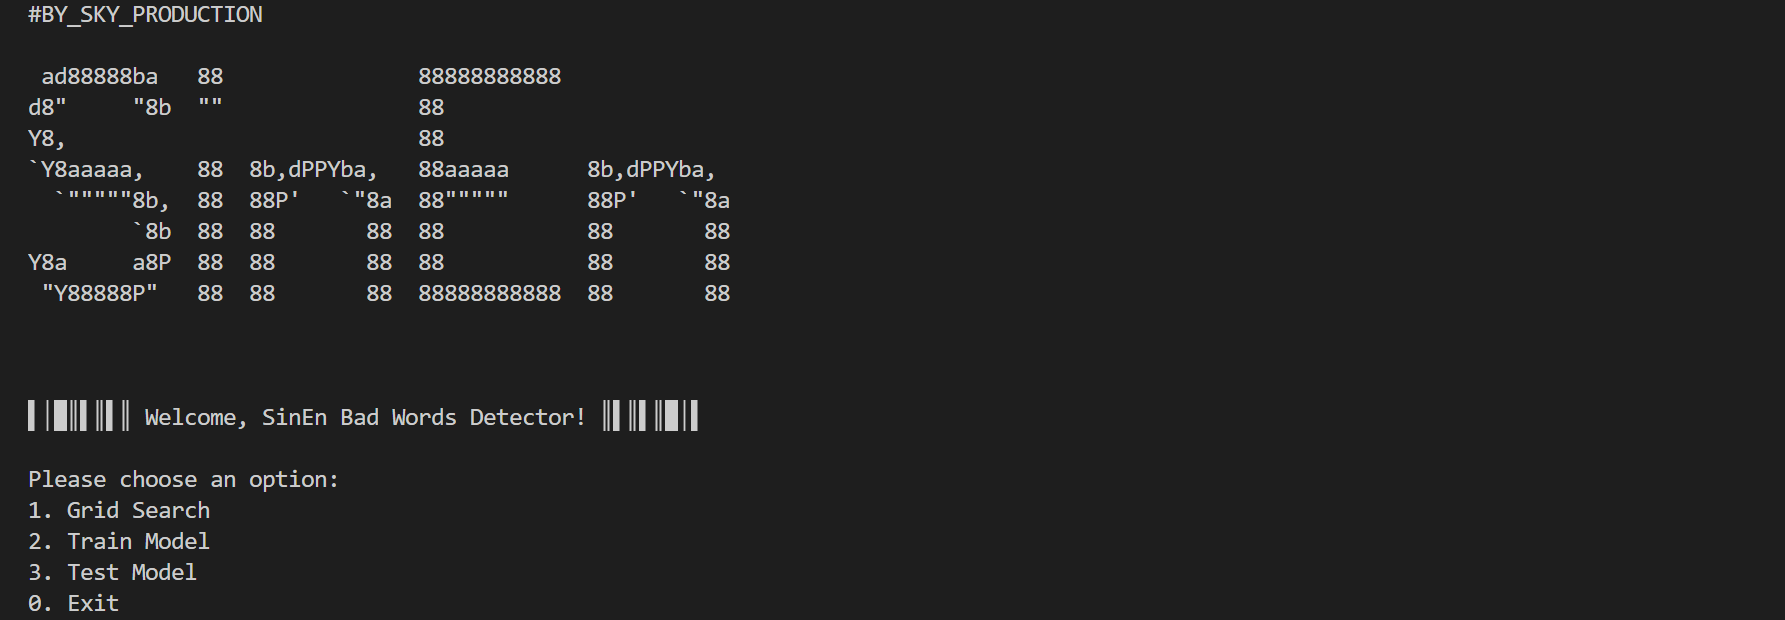 #BY_SKY_PRODUCTION
 ad88888ba   88               88888888888
d8"     "8b  ""               88
Y8,                           88
`Y8aaaaa,    88  8b,dPPYba,   88aaaaa      8b,dPPYba,
  `"""""8b,  88  88P'   `"8a  88"""""      88P'   `"8a
        `8b  88  88       88  88           88       88
Y8a     a8P  88  88       88  88           88       88
 "Y88888P"   88  88       88  88888888888  88       88
▌│█║▌║▌║ Welcome, SinEn Bad Words Detector! ║▌║▌║█│▌
Please choose an option:
1. Grid Search
2. Train Model
3. Test Model
0. Exit